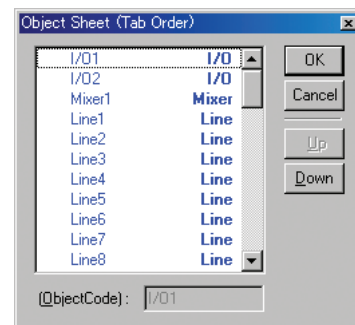 Object Sheet (Tab Order)
I/O1 I/O
I/O2 I/O
Mixer1 Mixer
Line1 Line
Line2 Line
Line3 Line
Line4 Line
Line5 Line
Line6 Line
Line7 Line
Line8 Line
OK
Cancel
Up
Down
(ObjectCode) : I/O1